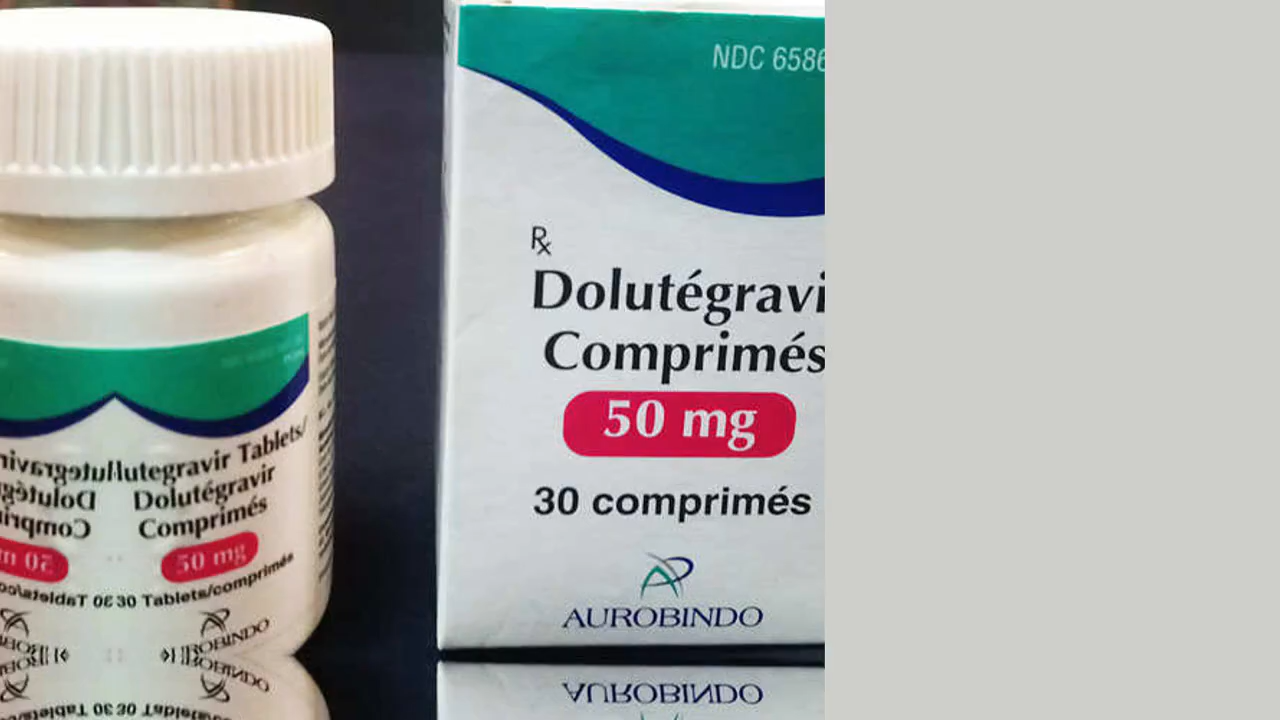 lutegravir Tablets/
Dolutégravir
Comprimés
50 mg
30 Tablets/comprimés
AUROBINDO
NDC 6586
Rx
Dolutégravi
Comprimés
50 mg
30 comprimés
AUROBINDO